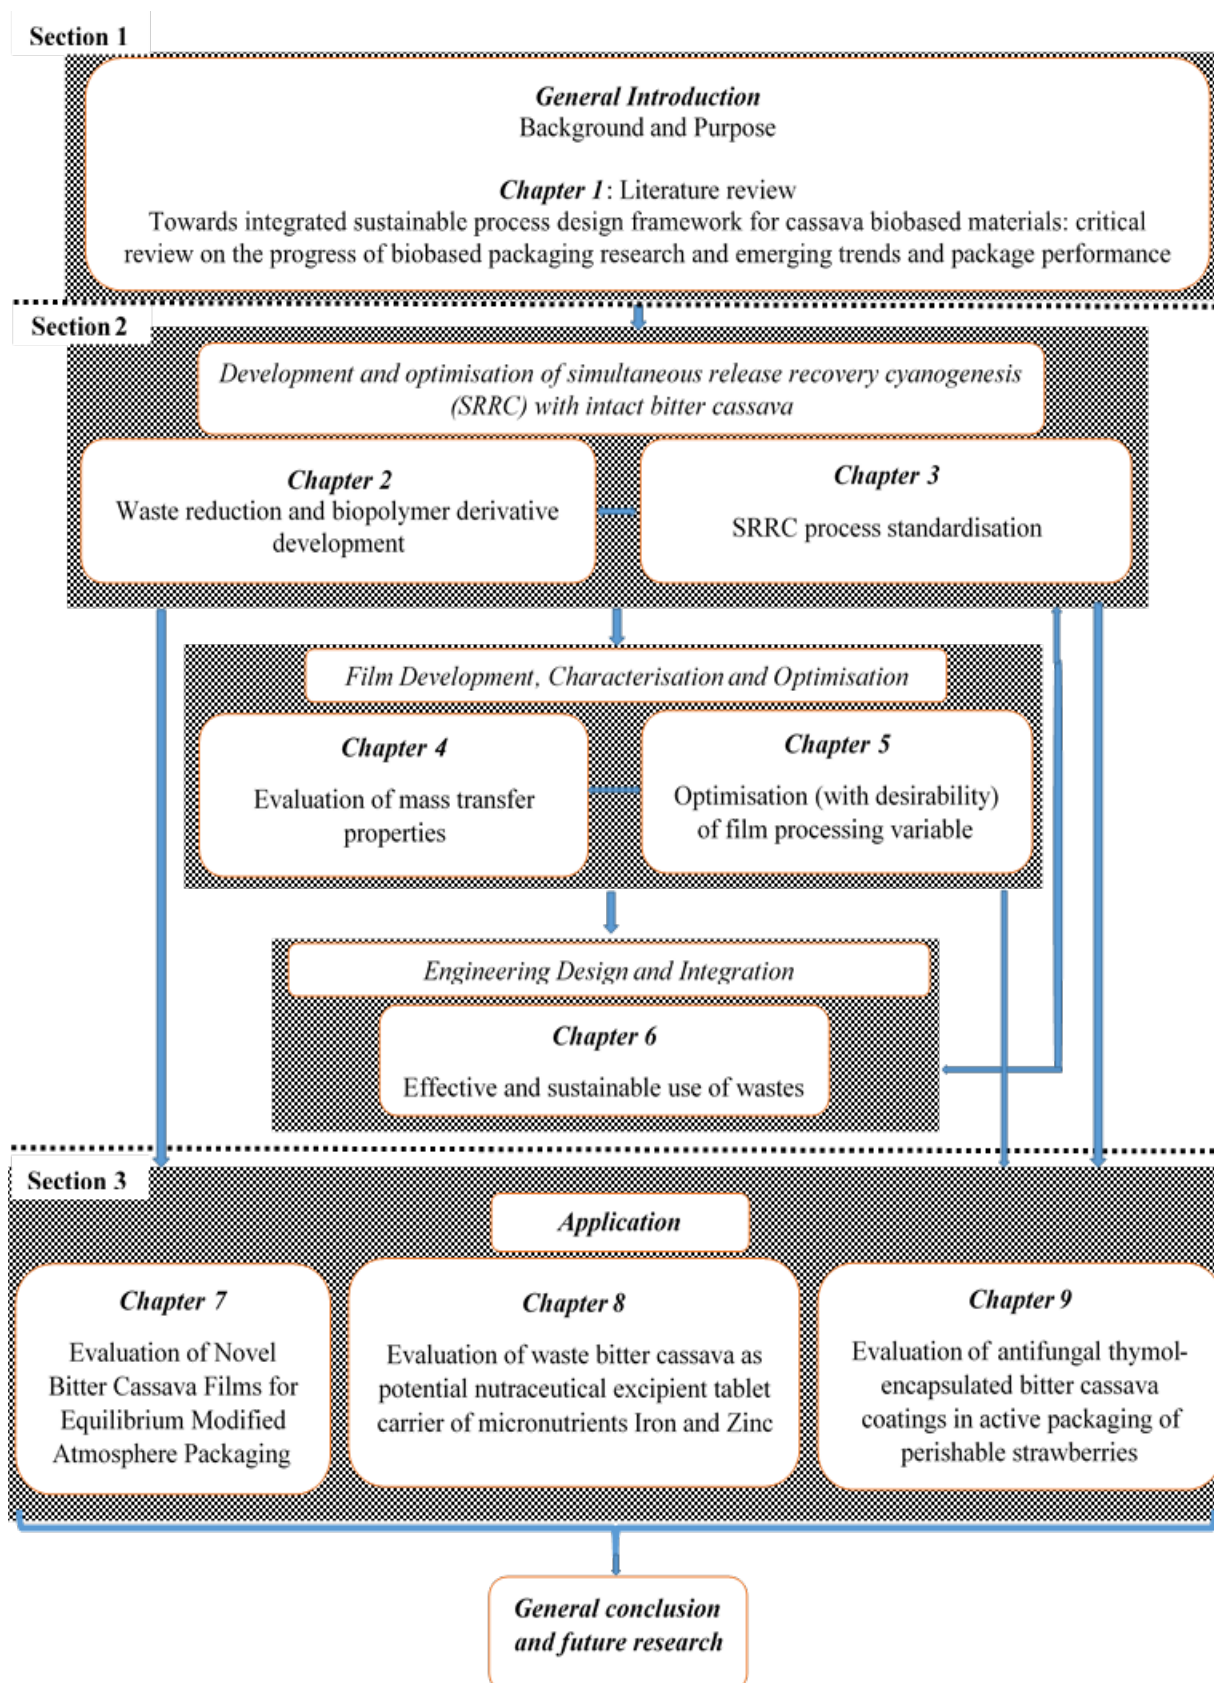 Section 1
General Introduction
Background and Purpose
Chapter 1: Literature review
Towards integrated sustainable process design framework for cassava biobased materials: critical
review on the progress of biobased packaging research and emerging trends and package performance
Section 2
Development and optimisation of simultaneous release recovery cyanogenesis
(SRRC) with intact bitter cassava
Chapter 2
Waste reduction and biopolymer derivative
development
Chapter 3
SRRC process standardisation
Film Development, Characterisation and Optimisation
Chapter 4
Evaluation of mass transfer
properties
Chapter 5
Optimisation (with desirability)
of film processing variable
Engineering Design and Integration
Chapter 6
Effective and sustainable use of wastes
Section 3
Application
Chapter 7
Evaluation of Novel
Bitter Cassava Films for
Equilibrium Modified
Atmosphere Packaging
Chapter 8
Evaluation of waste bitter cassava as
potential nutraceutical excipient tablet
carrier of micronutrients Iron and Zinc
Chapter 9
Evaluation of antifungal thymol-
encapsulated bitter cassava
coatings in active packaging of
perishable strawberries
General conclusion
and future research